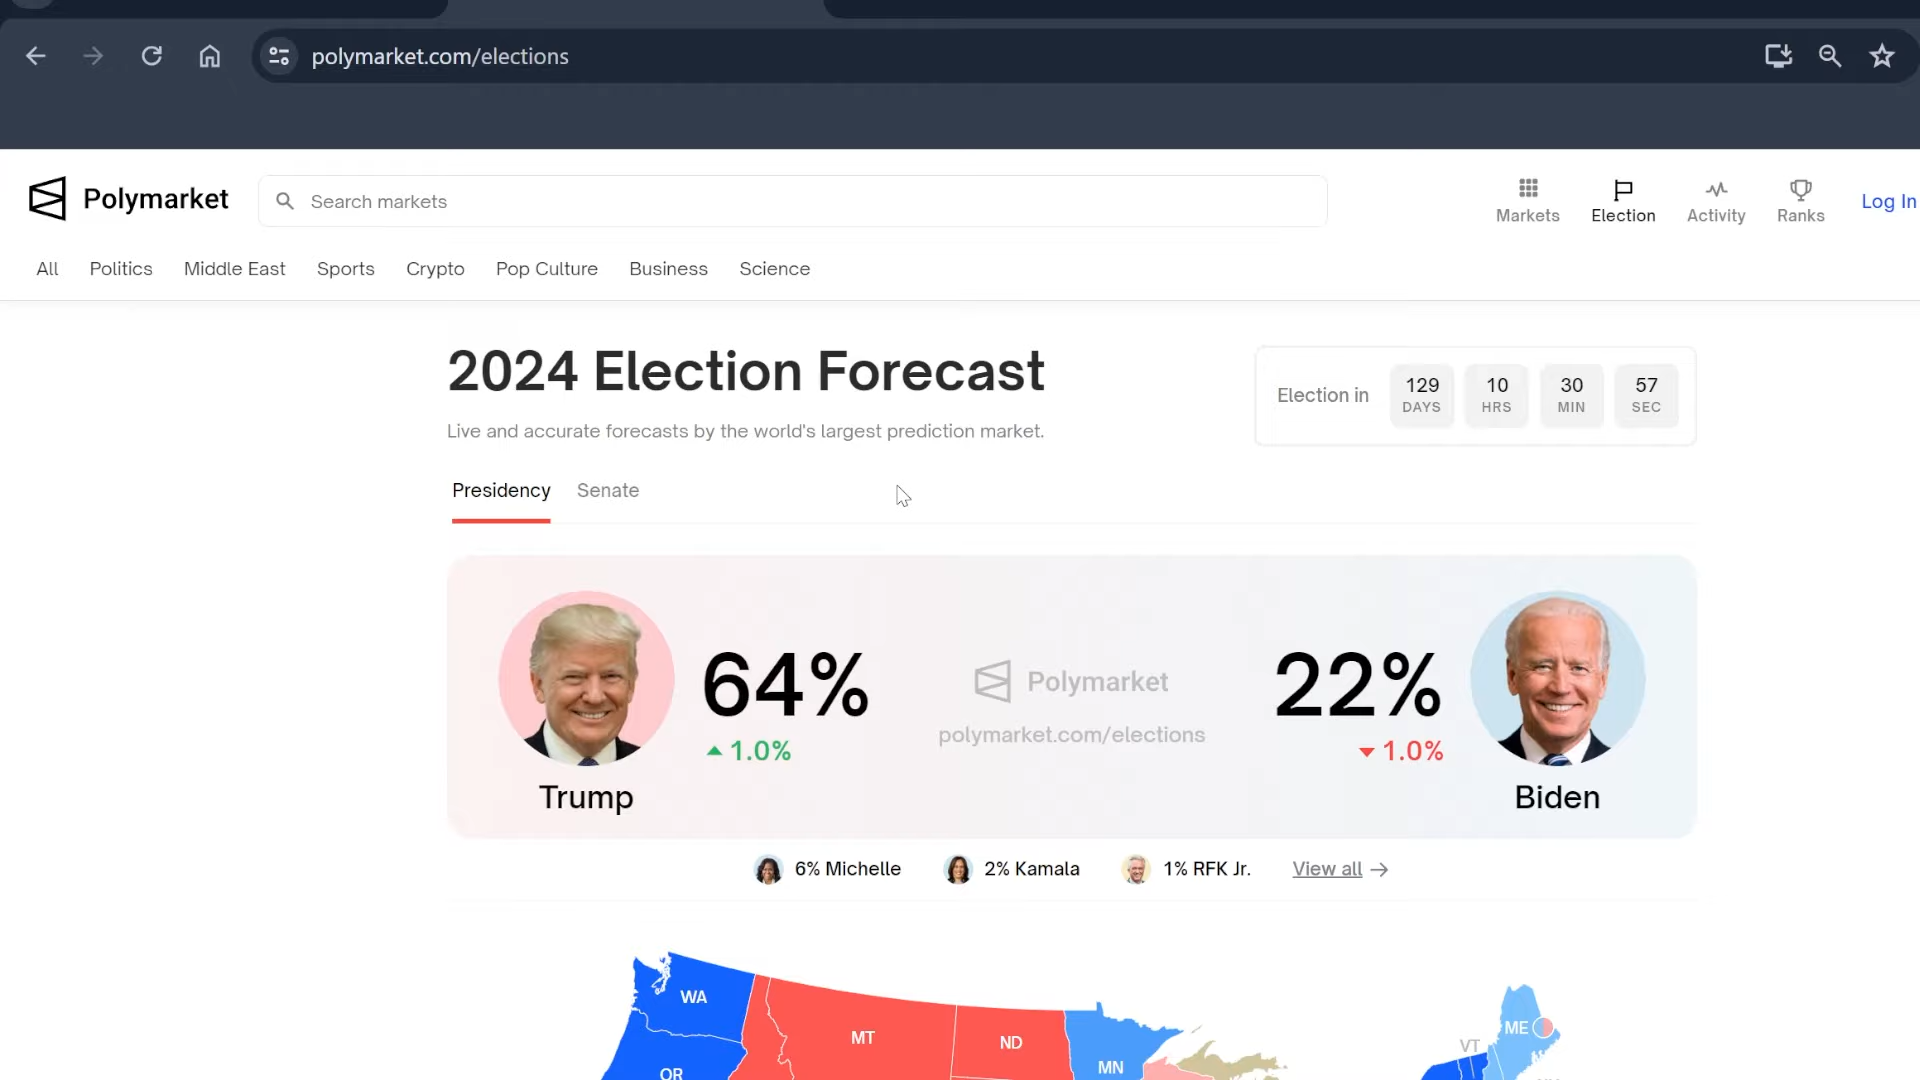 polymarket.com/elections
Polymarket
Search markets
Markets
Election
Activity
Ranks
Log In
All
Politics
Middle East
Sports
Crypto
Pop Culture
Business
Science
2024 Election Forecast
Live and accurate forecasts by the world's largest prediction market.
Election in
129
DAYS
10
HRS
30
MIN
57
SEC
Presidency
Senate
64%
1.0%
Trump
Polymarket
polymarket.com/elections
22%
1.0%
Biden
6% Michelle
2% Kamala
1% RFK Jr.
View all
WA
MT
ND
MN
OR
ME
VT